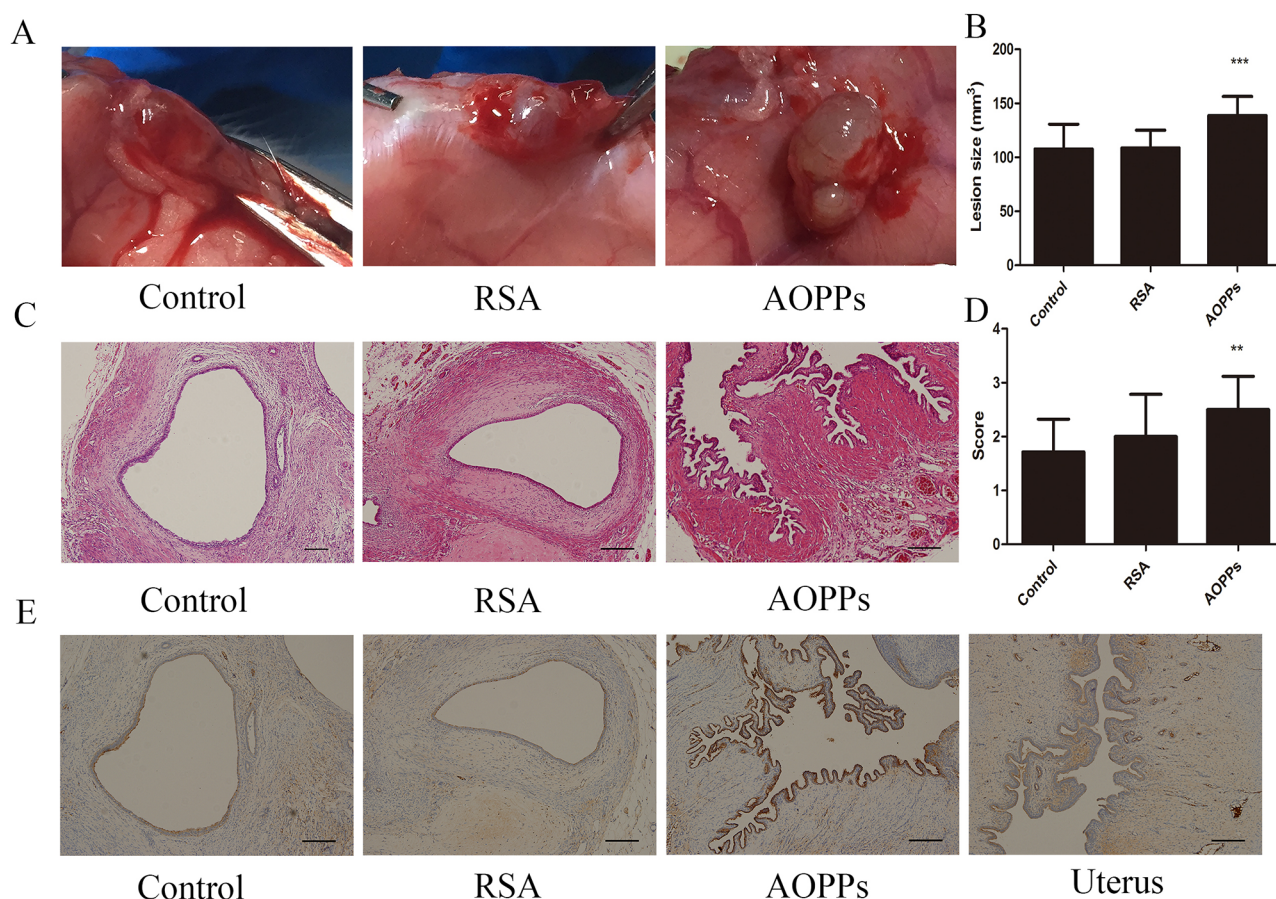 A
Control
RSA
AOPPs
B
Lesion size (mm³)
200
150
100
50
0
***
Control
RSA
AOPPs
C
Control
RSA
AOPPs
D
Score
4
3
2
1
0
**
Control
RSA
AOPPs
E
Control
RSA
AOPPs
Uterus